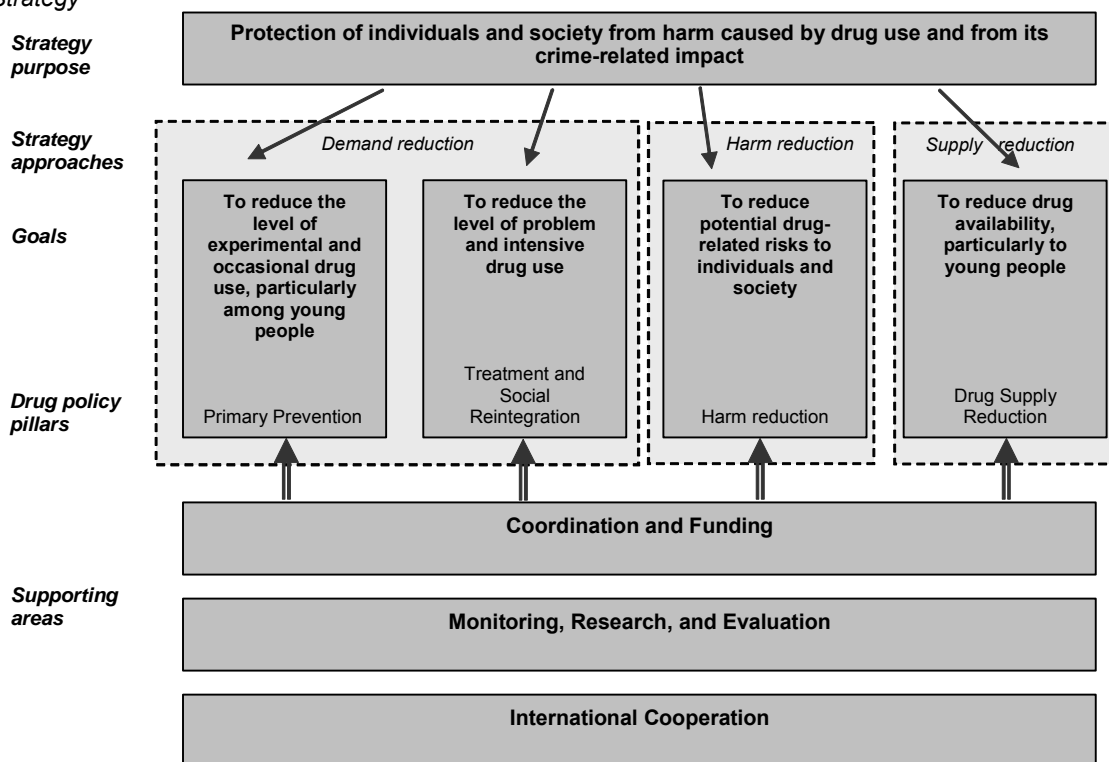 Strategy
Strategy
purpose
Protection of individuals and society from harm caused by drug use and from its
crime-related impact
Strategy
approaches
Demand reduction
Harm reduction
Supply reduction
Goals
To reduce the
level of
experimental and
occasional drug
use, particularly
among young
people
To reduce the
level of problem
and intensive
drug use
To reduce
potential drug-
related risks to
individuals and
society
To reduce drug
availability,
particularly to
young people
Drug policy
pillars
Primary Prevention
Treatment and
Social
Reintegration
Harm reduction
Drug Supply
Reduction
Coordination and Funding
Supporting
areas
Monitoring, Research, and Evaluation
International Cooperation